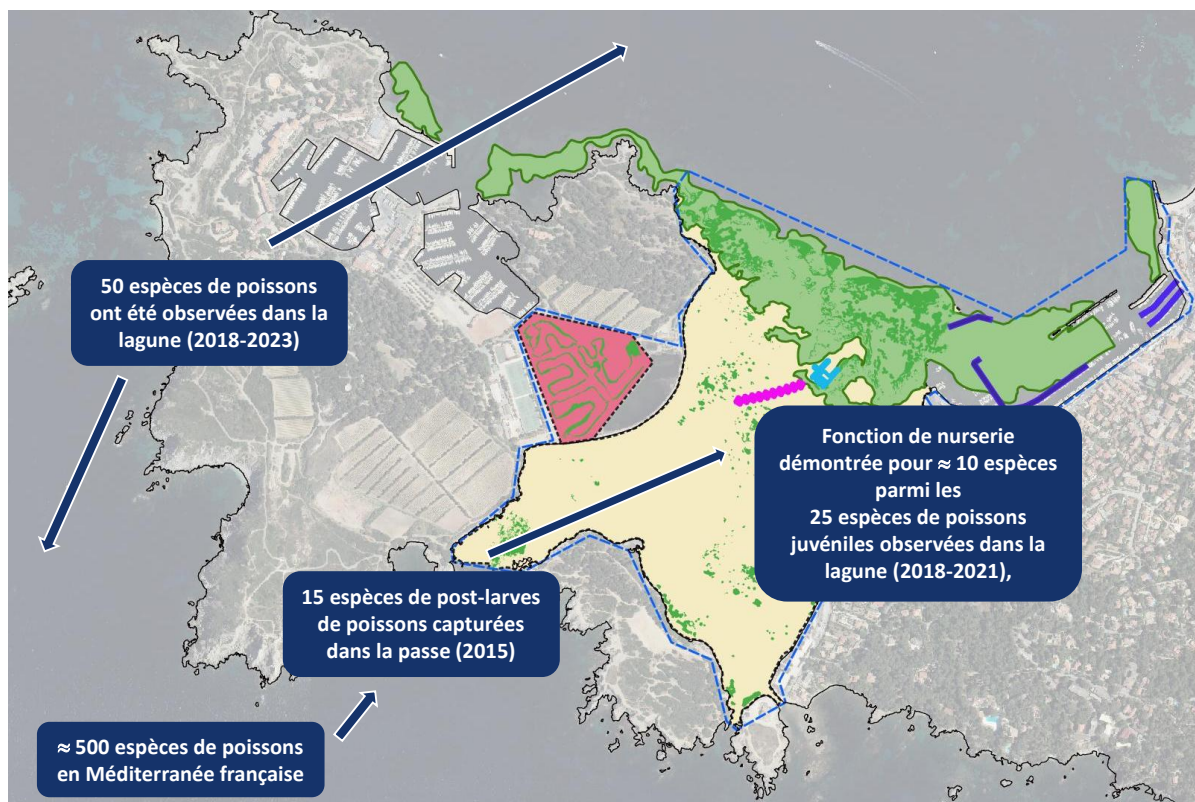 50 espèces de poissons
ont été observées dans la
lagune (2018-2023)
Fonction de nurserie
démontrée pour ≈ 10 espèces
parmi les
25 espèces de poissons
juvéniles observées dans la
lagune (2018-2021),
15 espèces de post-larves
de poissons capturées
dans la passe (2015)
≈ 500 espèces de poissons
en Méditerranée française